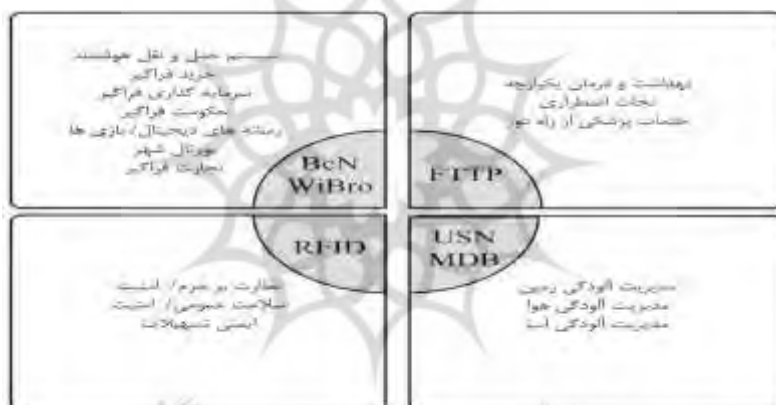 سیستم حمل و نقل هوشمند
خرید فراگیر
سرمایه گذاری فراگیر
حکومت فراگیر
رسانه های دیجیتال/بازی ها
پورتال شهر
تجارت فراگیر
BcN
WiBro
بهداشت و درمان یکپارچه
نجات اضطراری
خدمات پزشکی از راه دور
FTTP
RFID
نظارت بر جرم/ امنیت
سلامت عمومی/ امنیت
ایمنی تسهیلات
USN
MDB
مدیریت آلودگی زمین
مدیریت آلودگی هوا
مدیریت آلودگی آب